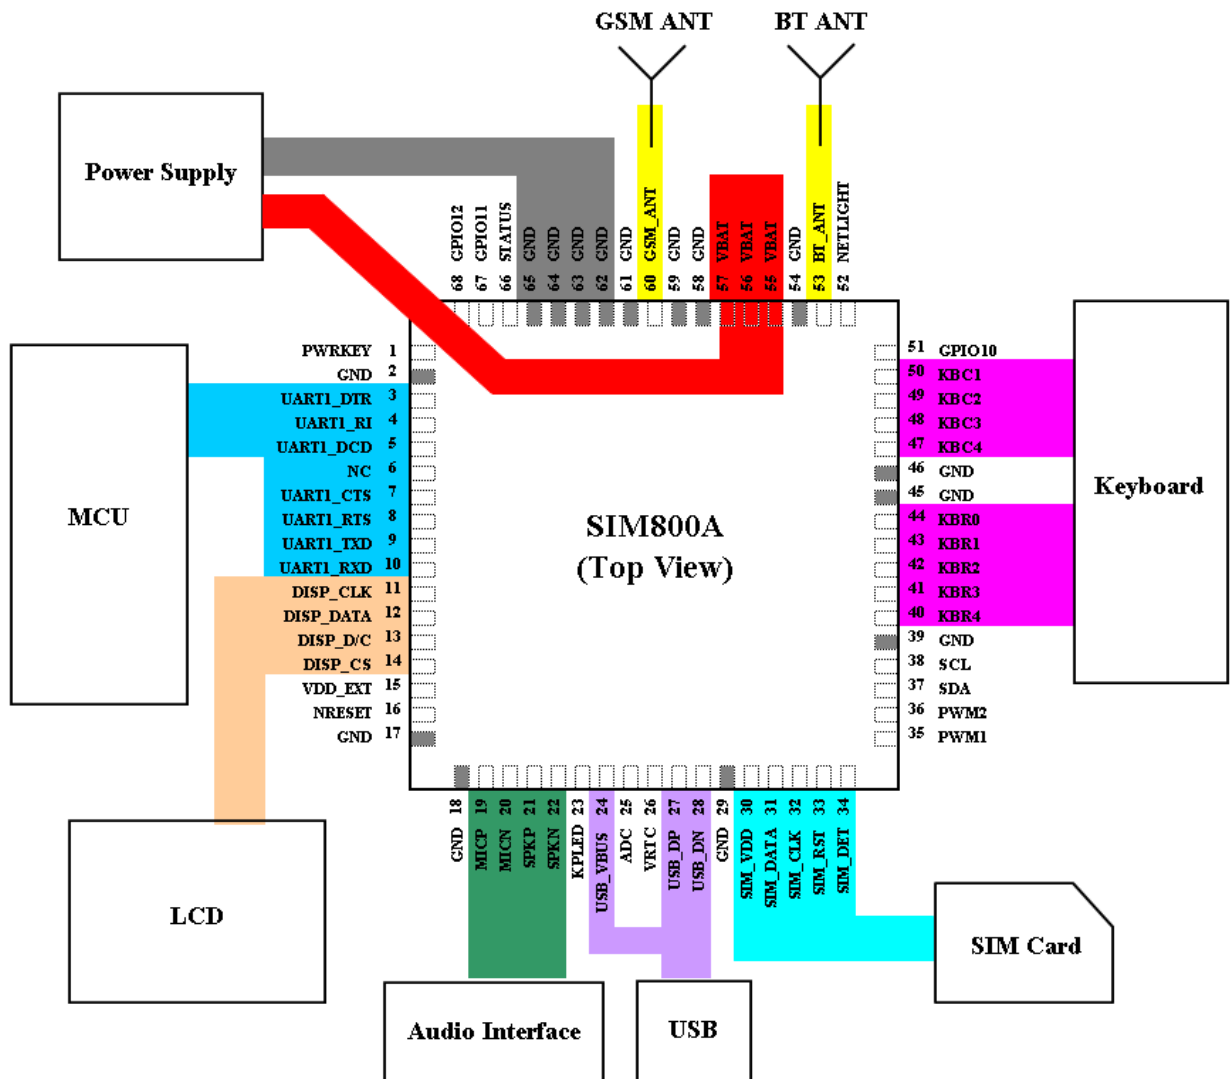 GSM ANT
BT ANT
Power Supply
68 GPIO12
67 GPIO11
66 STATUS
65 GND
64 GND
63 GND
62 GND
61 GND
60 GSM_ANT
59 GND
58 GND
57 VBAT
56 VBAT
55 VBAT
54 GND
53 BT_ANT
52 NETLIGHT
PWRKEY 1
GND 2
UART1_DTR 3
UART1_RI 4
UART1_DCD 5
NC 6
UART1_CTS 7
UART1_RTS 8
UART1_TXD 9
UART1_RXD 10
DISP_CLK 11
DISP_DATA 12
DISP_D/C 13
DISP_CS 14
VDD_EXT 15
NRESET 16
GND 17
MCU
SIM800A
(Top View)
51 GPIO10
50 KBC1
49 KBC2
48 KBC3
47 KBC4
46 GND
45 GND
44 KBR0
43 KBR1
42 KBR2
41 KBR3
40 KBR4
39 GND
38 SCL
37 SDA
36 PWM2
35 PWM1
Keyboard
GND 18
MICP 19
MICN 20
SPKP 21
SPKN 22
KPLED 23
USB_VBUS 24
ADC 25
VRTC 26
USB_DP 27
USB_DN 28
GND 29
SIM_VDD 30
SIM_DATA 31
SIM_CLK 32
SIM_RST 33
SIM_DET 34
LCD
SIM Card
Audio Interface
USB